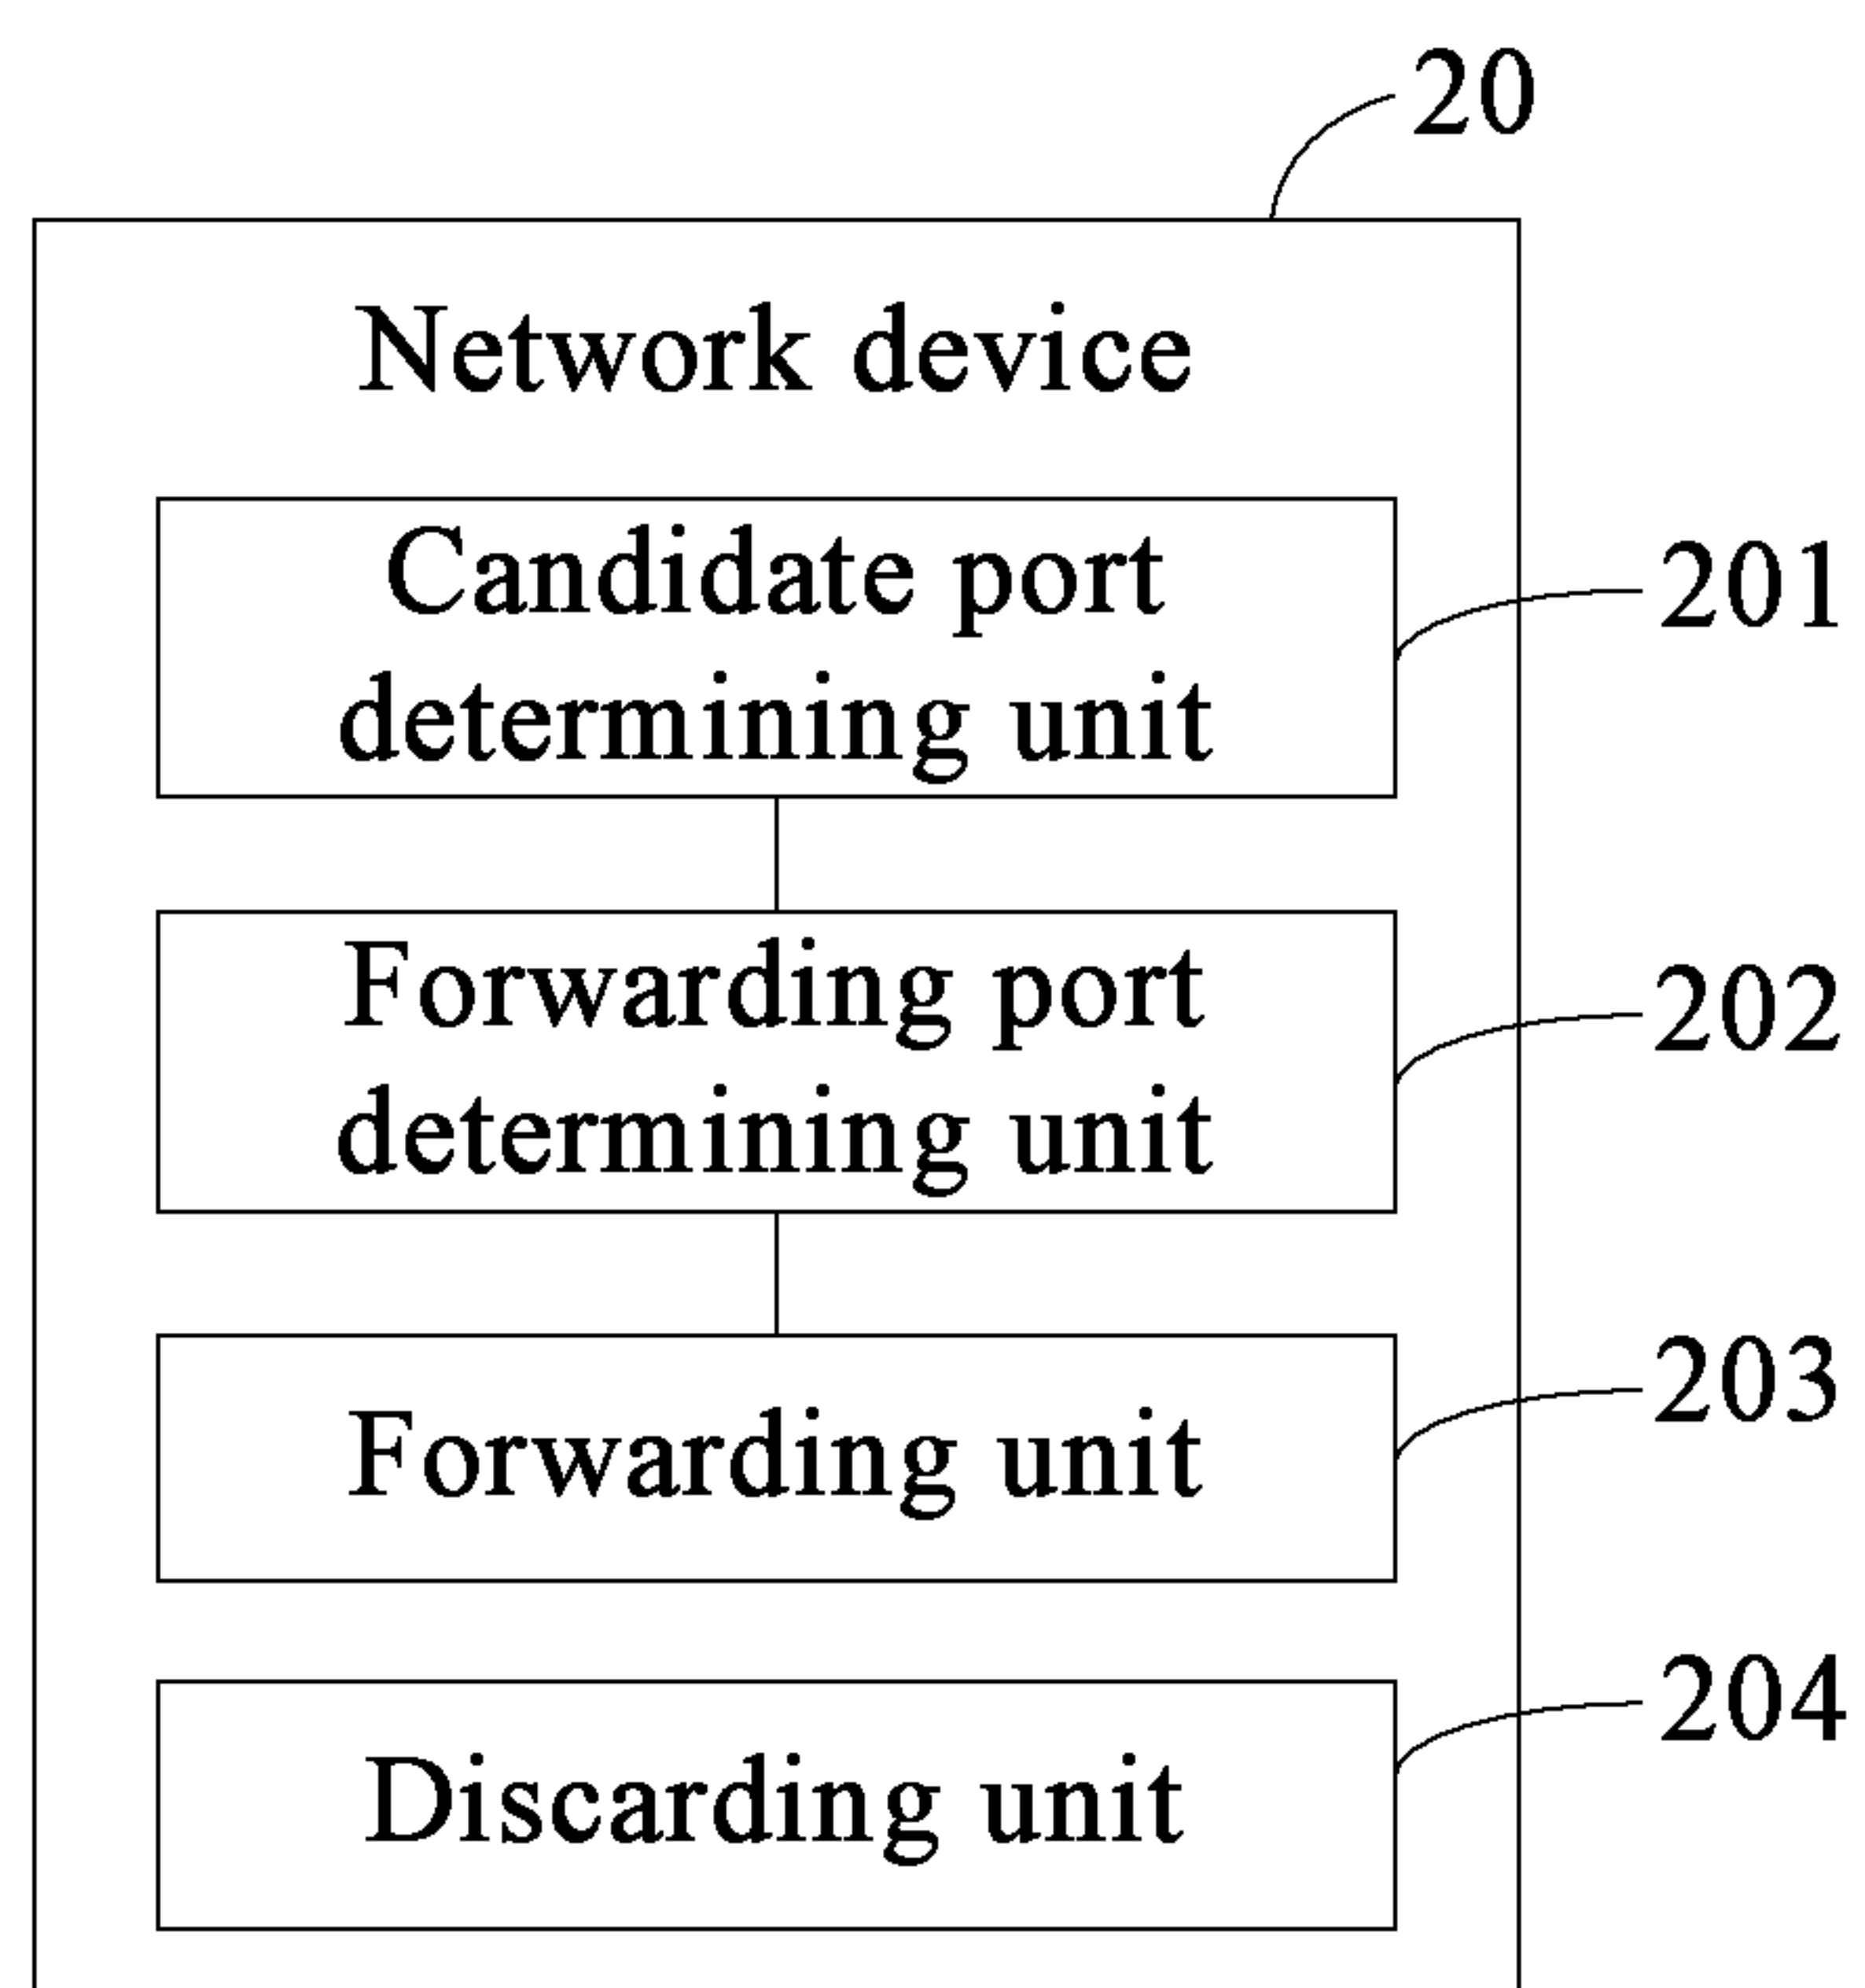 20
Network device
Candidate port
determining unit
201
Forwarding port
determining unit
202
Forwarding unit
203
Discarding unit
204